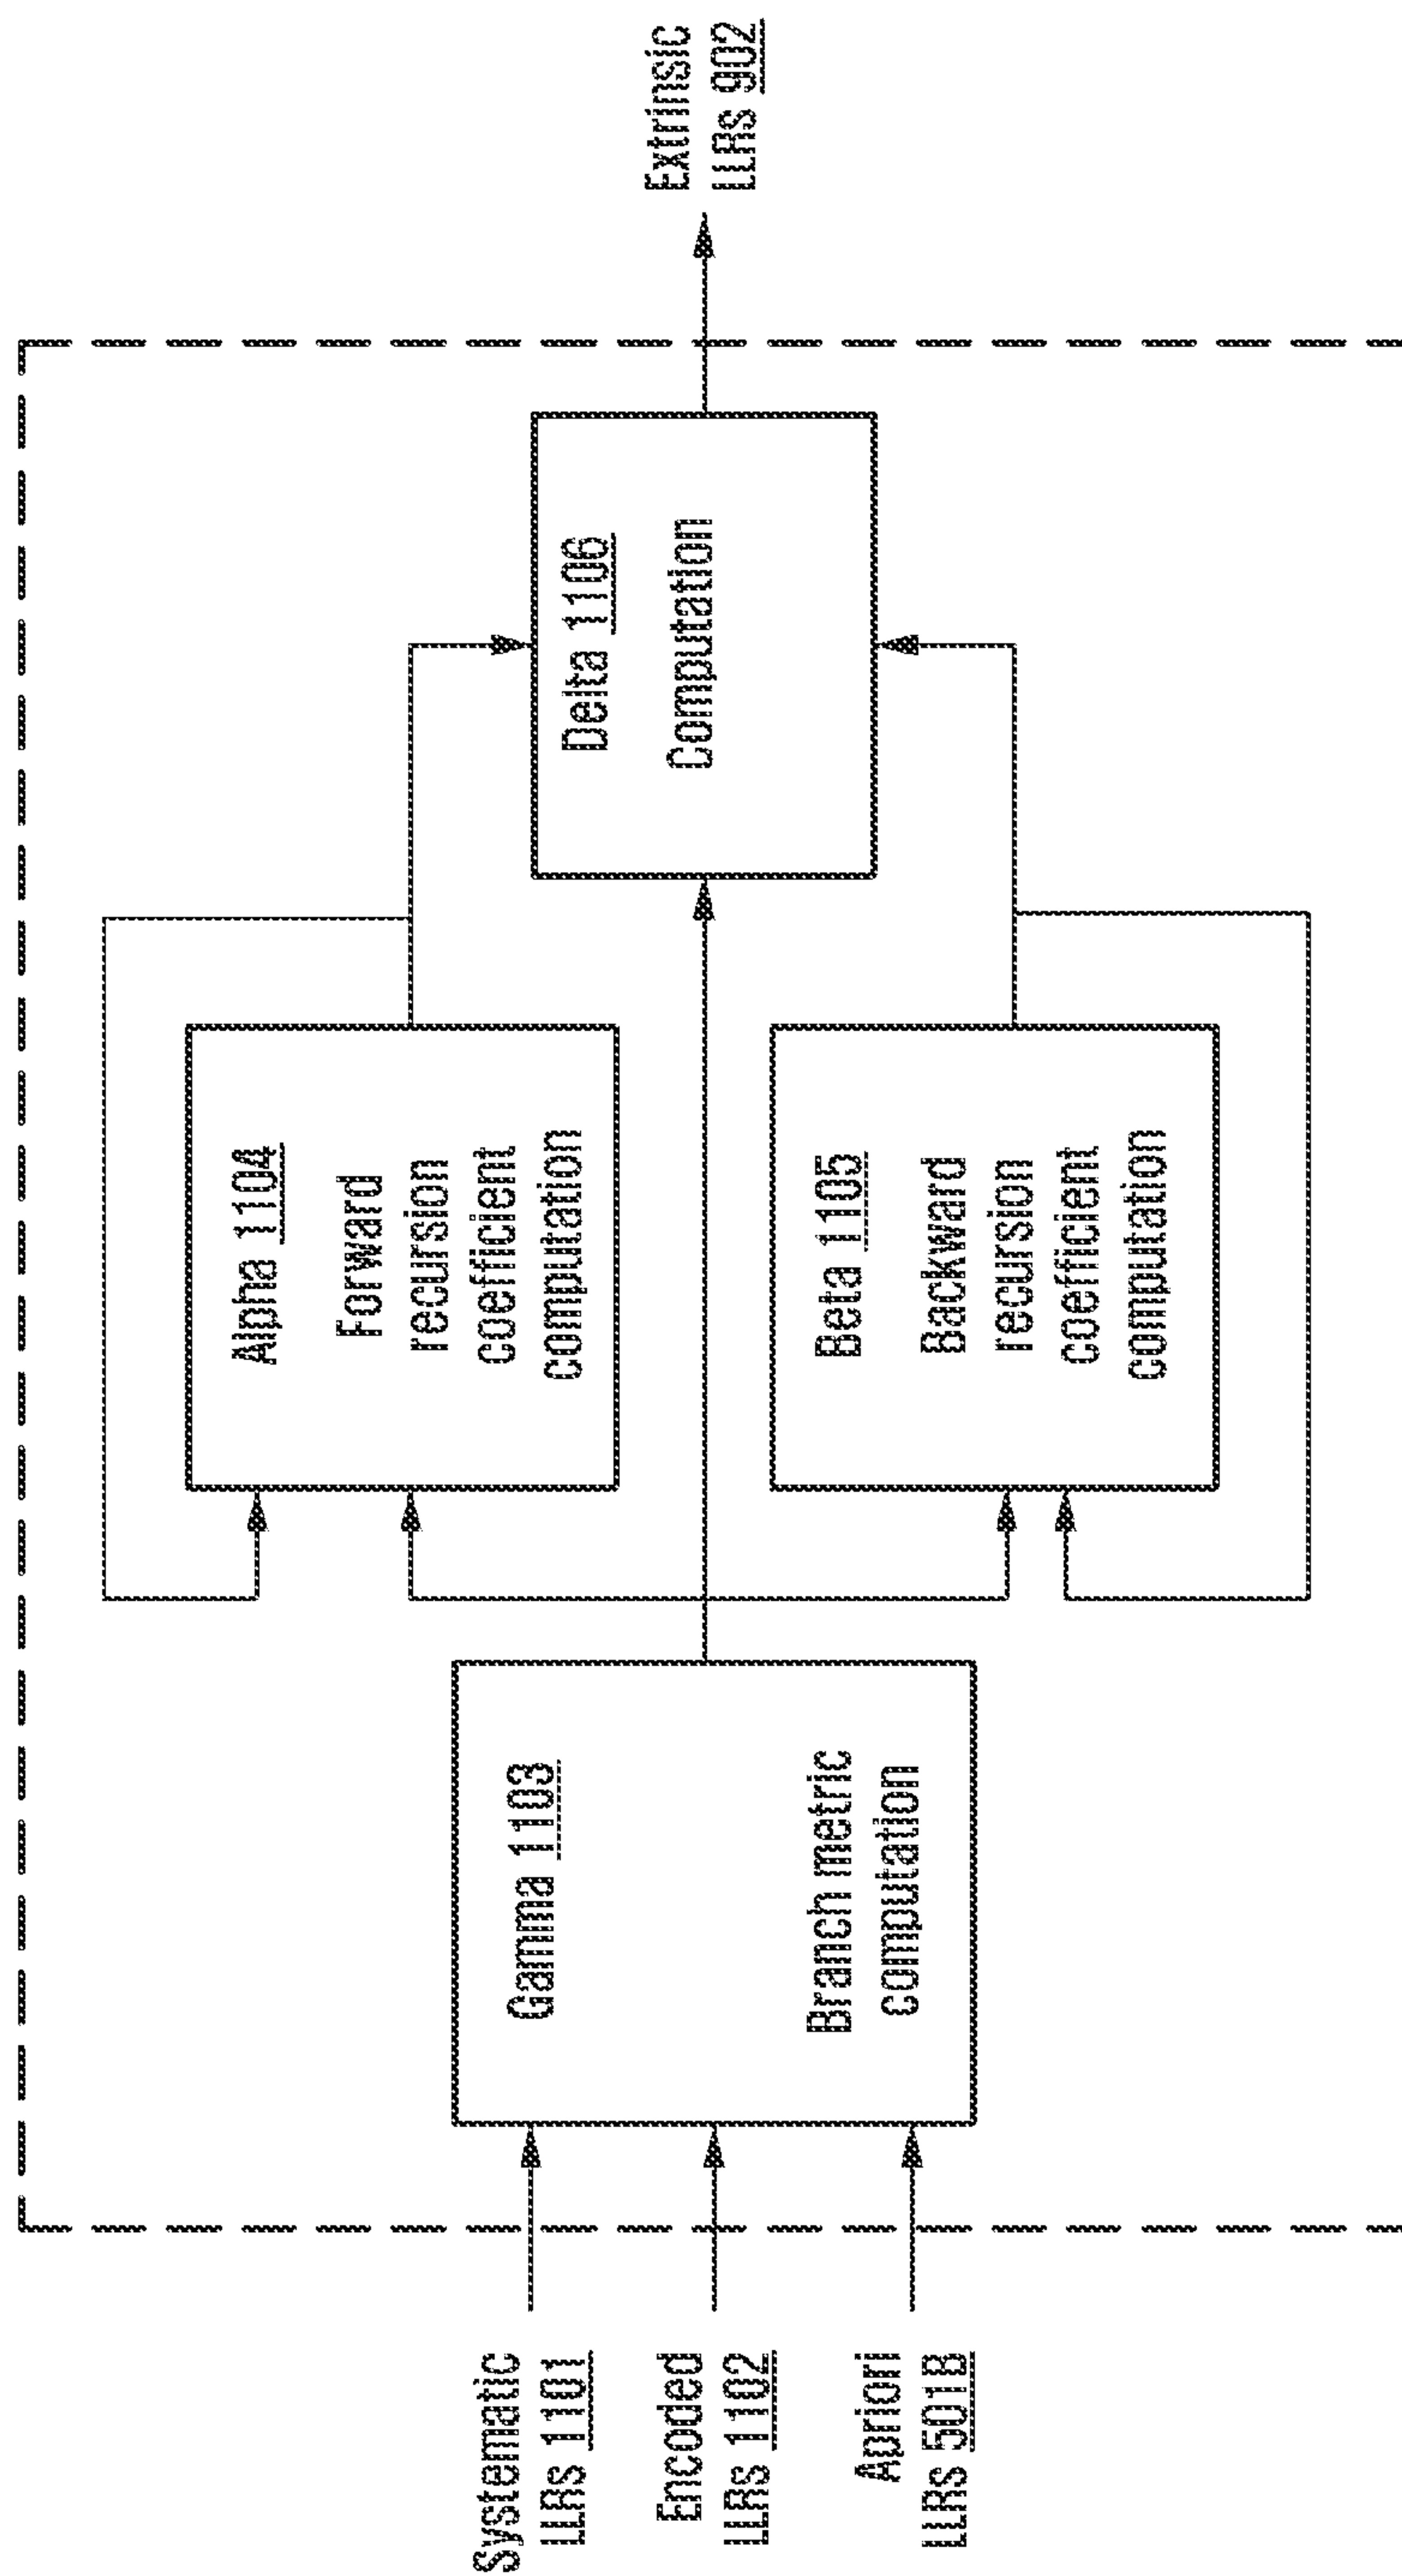 Systematic
LLRs 1101
Encoded
LLRs 1102
Apriori
LLRs 501B
Gamma 1103
Branch metric
computation
Alpha 1104
Forward
recursion
coefficient
computation
Beta 1105
Backward
recursion
coefficient
computation
Delta 1106
Computation
Extrinsic
LLRs 902